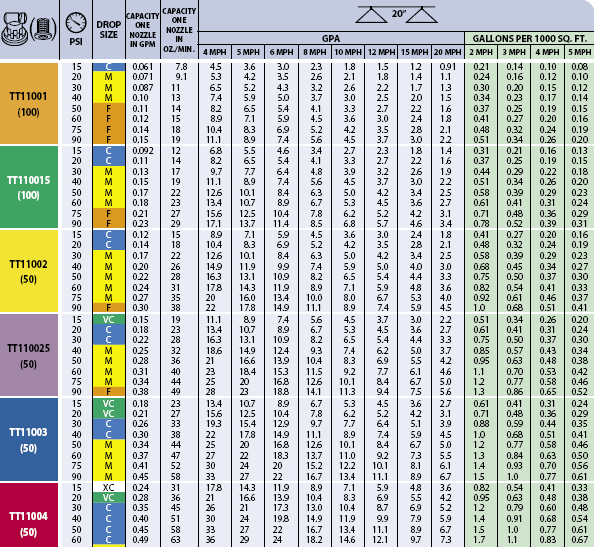 PSI DROP SIZE CAPACITY ONE NOZZLE IN GPM CAPACITY ONE NOZZLE IN OZ./MIN. 20"
GPA GALLONS PER 1000 SQ. FT.
4 MPH 5 MPH 6 MPH 8 MPH 10 MPH 12 MPH 15 MPH 20 MPH 2 MPH 3 MPH 4 MPH 5 MPH
TT11001 (100)
15 C 0.061 7.8 4.5 3.6 3.0 2.3 1.8 1.5 1.2 0.91 0.21 0.14 0.10 0.08
20 M 0.071 9.1 5.3 4.2 3.5 2.6 2.1 1.8 1.4 1.1 0.24 0.16 0.12 0.10
30 M 0.087 11 6.5 5.2 4.3 3.2 2.6 2.2 1.7 1.3 0.30 0.20 0.15 0.12
40 M 0.10 13 7.4 5.9 5.0 3.7 3.0 2.5 2.0 1.5 0.34 0.23 0.17 0.14
50 F 0.11 14 8.2 6.5 5.4 4.1 3.3 2.7 2.2 1.6 0.37 0.25 0.19 0.15
60 F 0.12 15 8.9 7.1 5.9 4.5 3.6 3.0 2.4 1.8 0.41 0.27 0.20 0.16
75 F 0.14 18 10.4 8.3 6.9 5.2 4.2 3.5 2.8 2.1 0.48 0.32 0.24 0.19
90 F 0.15 19 11.1 8.9 7.4 5.6 4.5 3.7 3.0 2.2 0.51 0.34 0.26 0.20
TT110015 (100)
15 C 0.092 12 6.8 5.5 4.6 3.4 2.7 2.3 1.8 1.4 0.31 0.21 0.16 0.13
20 C 0.11 14 8.2 6.5 5.4 4.1 3.3 2.7 2.2 1.6 0.37 0.25 0.19 0.15
30 M 0.13 17 9.7 7.7 6.4 4.8 3.9 3.2 2.6 1.9 0.44 0.29 0.22 0.18
40 M 0.15 19 11.1 8.9 7.4 5.6 4.5 3.7 3.0 2.2 0.51 0.34 0.26 0.20
50 M 0.17 22 12.6 10.1 8.4 6.3 5.0 4.2 3.4 2.5 0.58 0.39 0.29 0.23
60 M 0.18 23 13.4 10.7 8.9 6.7 5.3 4.5 3.6 2.7 0.61 0.41 0.31 0.24
75 F 0.21 27 15.6 12.5 10.4 7.8 6.2 5.2 4.2 3.1 0.71 0.48 0.36 0.29
90 F 0.23 29 17.1 13.7 11.4 8.5 6.8 5.7 4.6 3.4 0.78 0.52 0.39 0.31
TT11002 (50)
15 C 0.12 15 8.9 7.1 5.9 4.5 3.6 3.0 2.4 1.8 0.41 0.27 0.20 0.16
20 C 0.14 18 10.4 8.3 6.9 5.2 4.2 3.5 2.8 2.1 0.48 0.32 0.24 0.19
30 M 0.17 22 12.6 10.1 8.4 6.3 5.0 4.2 3.4 2.5 0.58 0.39 0.29 0.23
40 M 0.20 26 14.9 11.9 9.9 7.4 5.9 5.0 4.0 3.0 0.68 0.45 0.34 0.27
50 M 0.22 28 16.3 13.1 10.9 8.2 6.5 5.4 4.4 3.3 0.75 0.50 0.37 0.30
60 M 0.24 31 17.8 14.3 11.9 8.9 7.1 5.9 4.8 3.6 0.82 0.54 0.41 0.33
75 M 0.27 35 20 16.0 13.4 10.0 8.0 6.7 5.3 4.0 0.92 0.61 0.46 0.37
90 F 0.30 38 22 17.8 14.9 11.1 8.9 7.4 5.9 4.5 1.0 0.68 0.51 0.41
TT110025 (50)
15 VC 0.15 19 11.1 8.9 7.4 5.6 4.5 3.7 3.0 2.2 0.51 0.34 0.26 0.20
20 C 0.18 23 13.4 10.7 8.9 6.7 5.3 4.5 3.6 2.7 0.61 0.41 0.31 0.24
30 C 0.22 28 16.3 13.1 10.9 8.2 6.5 5.4 4.4 3.3 0.75 0.50 0.37 0.30
40 M 0.25 32 18.6 14.9 12.4 9.3 7.4 6.2 5.0 3.7 0.85 0.57 0.43 0.34
50 M 0.28 36 21 16.6 13.9 10.4 8.3 6.9 5.5 4.2 0.95 0.63 0.48 0.38
60 M 0.31 40 23 18.4 15.3 11.5 9.2 7.7 6.1 4.6 1.1 0.70 0.53 0.42
75 M 0.34 44 25 20 16.8 12.6 10.1 8.4 6.7 5.0 1.2 0.77 0.58 0.46
90 F 0.38 49 28 23 18.8 14.1 11.3 9.4 7.5 5.6 1.3 0.86 0.65 0.52
TT11003 (50)
15 VC 0.18 23 13.4 10.7 8.9 6.7 5.3 4.5 3.6 2.7 0.61 0.41 0.31 0.24
20 VC 0.21 27 15.6 12.5 10.4 7.8 6.2 5.2 4.2 3.1 0.71 0.48 0.36 0.29
30 C 0.26 33 19.3 15.4 12.9 9.7 7.7 6.4 5.1 3.9 0.88 0.59 0.44 0.35
40 C 0.30 38 22 17.8 14.9 11.1 8.9 7.4 5.9 4.5 1.0 0.68 0.51 0.41
50 M 0.34 44 25 20 16.8 12.6 10.1 8.4 6.7 5.0 1.2 0.77 0.58 0.46
60 M 0.37 47 27 22 18.3 13.7 11.0 9.2 7.3 5.5 1.3 0.84 0.63 0.50
75 M 0.41 52 30 24 20 15.2 12.2 10.1 8.1 6.1 1.4 0.93 0.70 0.56
90 M 0.45 58 33 27 22 16.7 13.4 11.1 8.9 6.7 1.5 1.0 0.77 0.61
TT11004 (50)
15 XC 0.24 31 17.8 14.3 11.9 8.9 7.1 5.9 4.8 3.6 0.82 0.54 0.41 0.33
20 VC 0.28 36 21 16.6 13.9 10.4 8.3 6.9 5.5 4.2 0.95 0.63 0.48 0.38
30 C 0.35 45 26 21 17.3 13.0 10.4 8.7 6.9 5.2 1.2 0.79 0.60 0.48
40 C 0.40 51 30 24 19.8 14.9 11.9 9.9 7.9 5.9 1.4 0.91 0.68 0.54
50 C 0.45 58 33 27 22 16.7 13.4 11.1 8.9 6.7 1.5 1.0 0.77 0.61
60 C 0.49 63 36 29 24 18.2 14.6 12.1 9.7 7.3 1.7 1.1 0.83 0.67